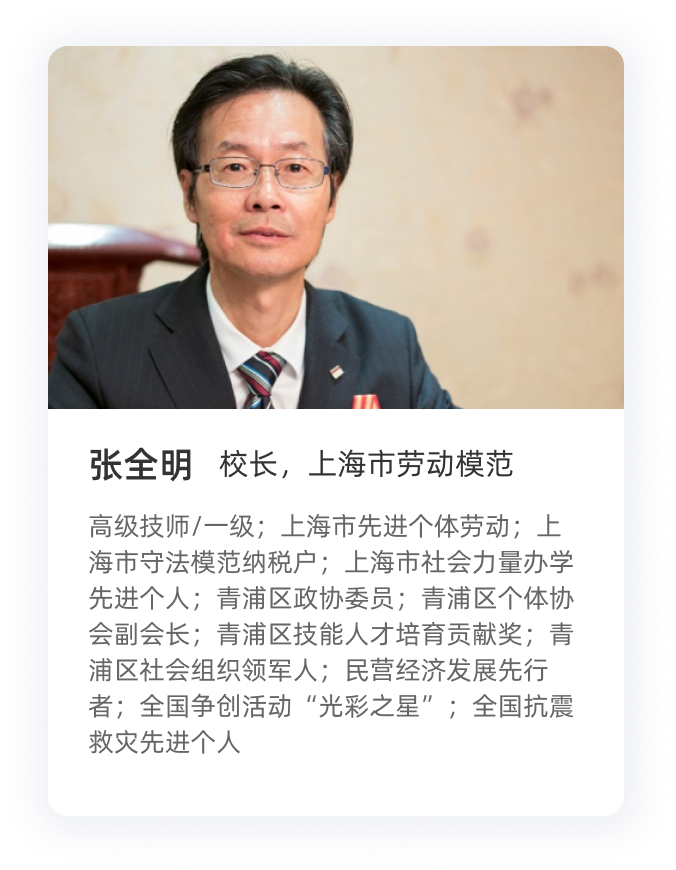 张全明 校长，上海市劳动模范
高级技师/一级；上海市先进个体劳动；上
海市守法模范纳税户；上海市社会力量办学
先进个人；青浦区政协委员；青浦区个体协
会副会长；青浦区技能人才培育贡献奖；青
浦区社会组织领军人；民营经济发展先行
者；全国争创活动“光彩之星”；全国抗震
救灾先进个人